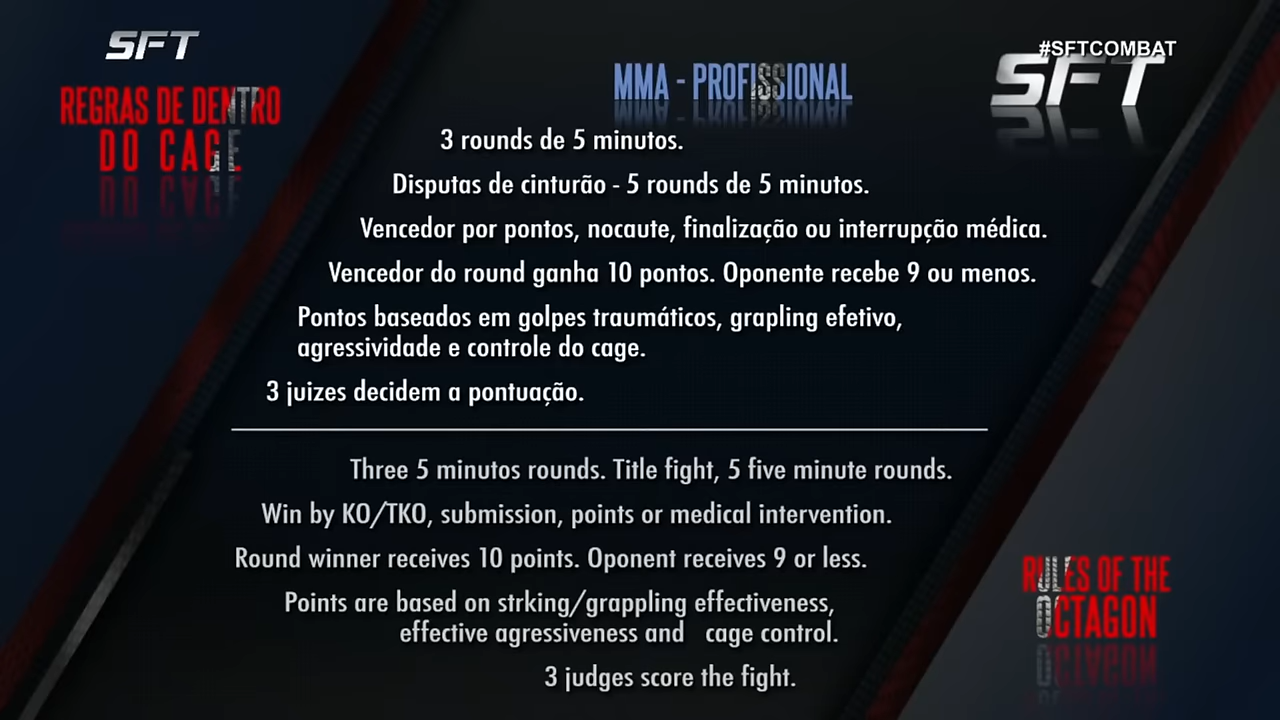 SFT
REGRAS DE DENTRO
DO CAGE
MMA - PROFISSIONAL
#SFTCOMBAT
SFT
3 rounds de 5 minutos.
Disputas de cinturão - 5 rounds de 5 minutos.
Vencedor por pontos, nocaute, finalização ou interrupção médica.
Vencedor do round ganha 10 pontos. Oponente recebe 9 ou menos.
Pontos baseados em golpes traumáticos, grapling efetivo,
agressividade e controle do cage.
3 juizes decidem a pontuação.
Three 5 minutos rounds. Title fight, 5 five minute rounds.
Win by KO/TKO, submission, points or medical intervention.
Round winner receives 10 points. Oponent receives 9 or less.
Points are based on strking/grappling effectiveness,
effective agressiveness and cage control.
3 judges score the fight.
RULES OF THE
OCTAGON